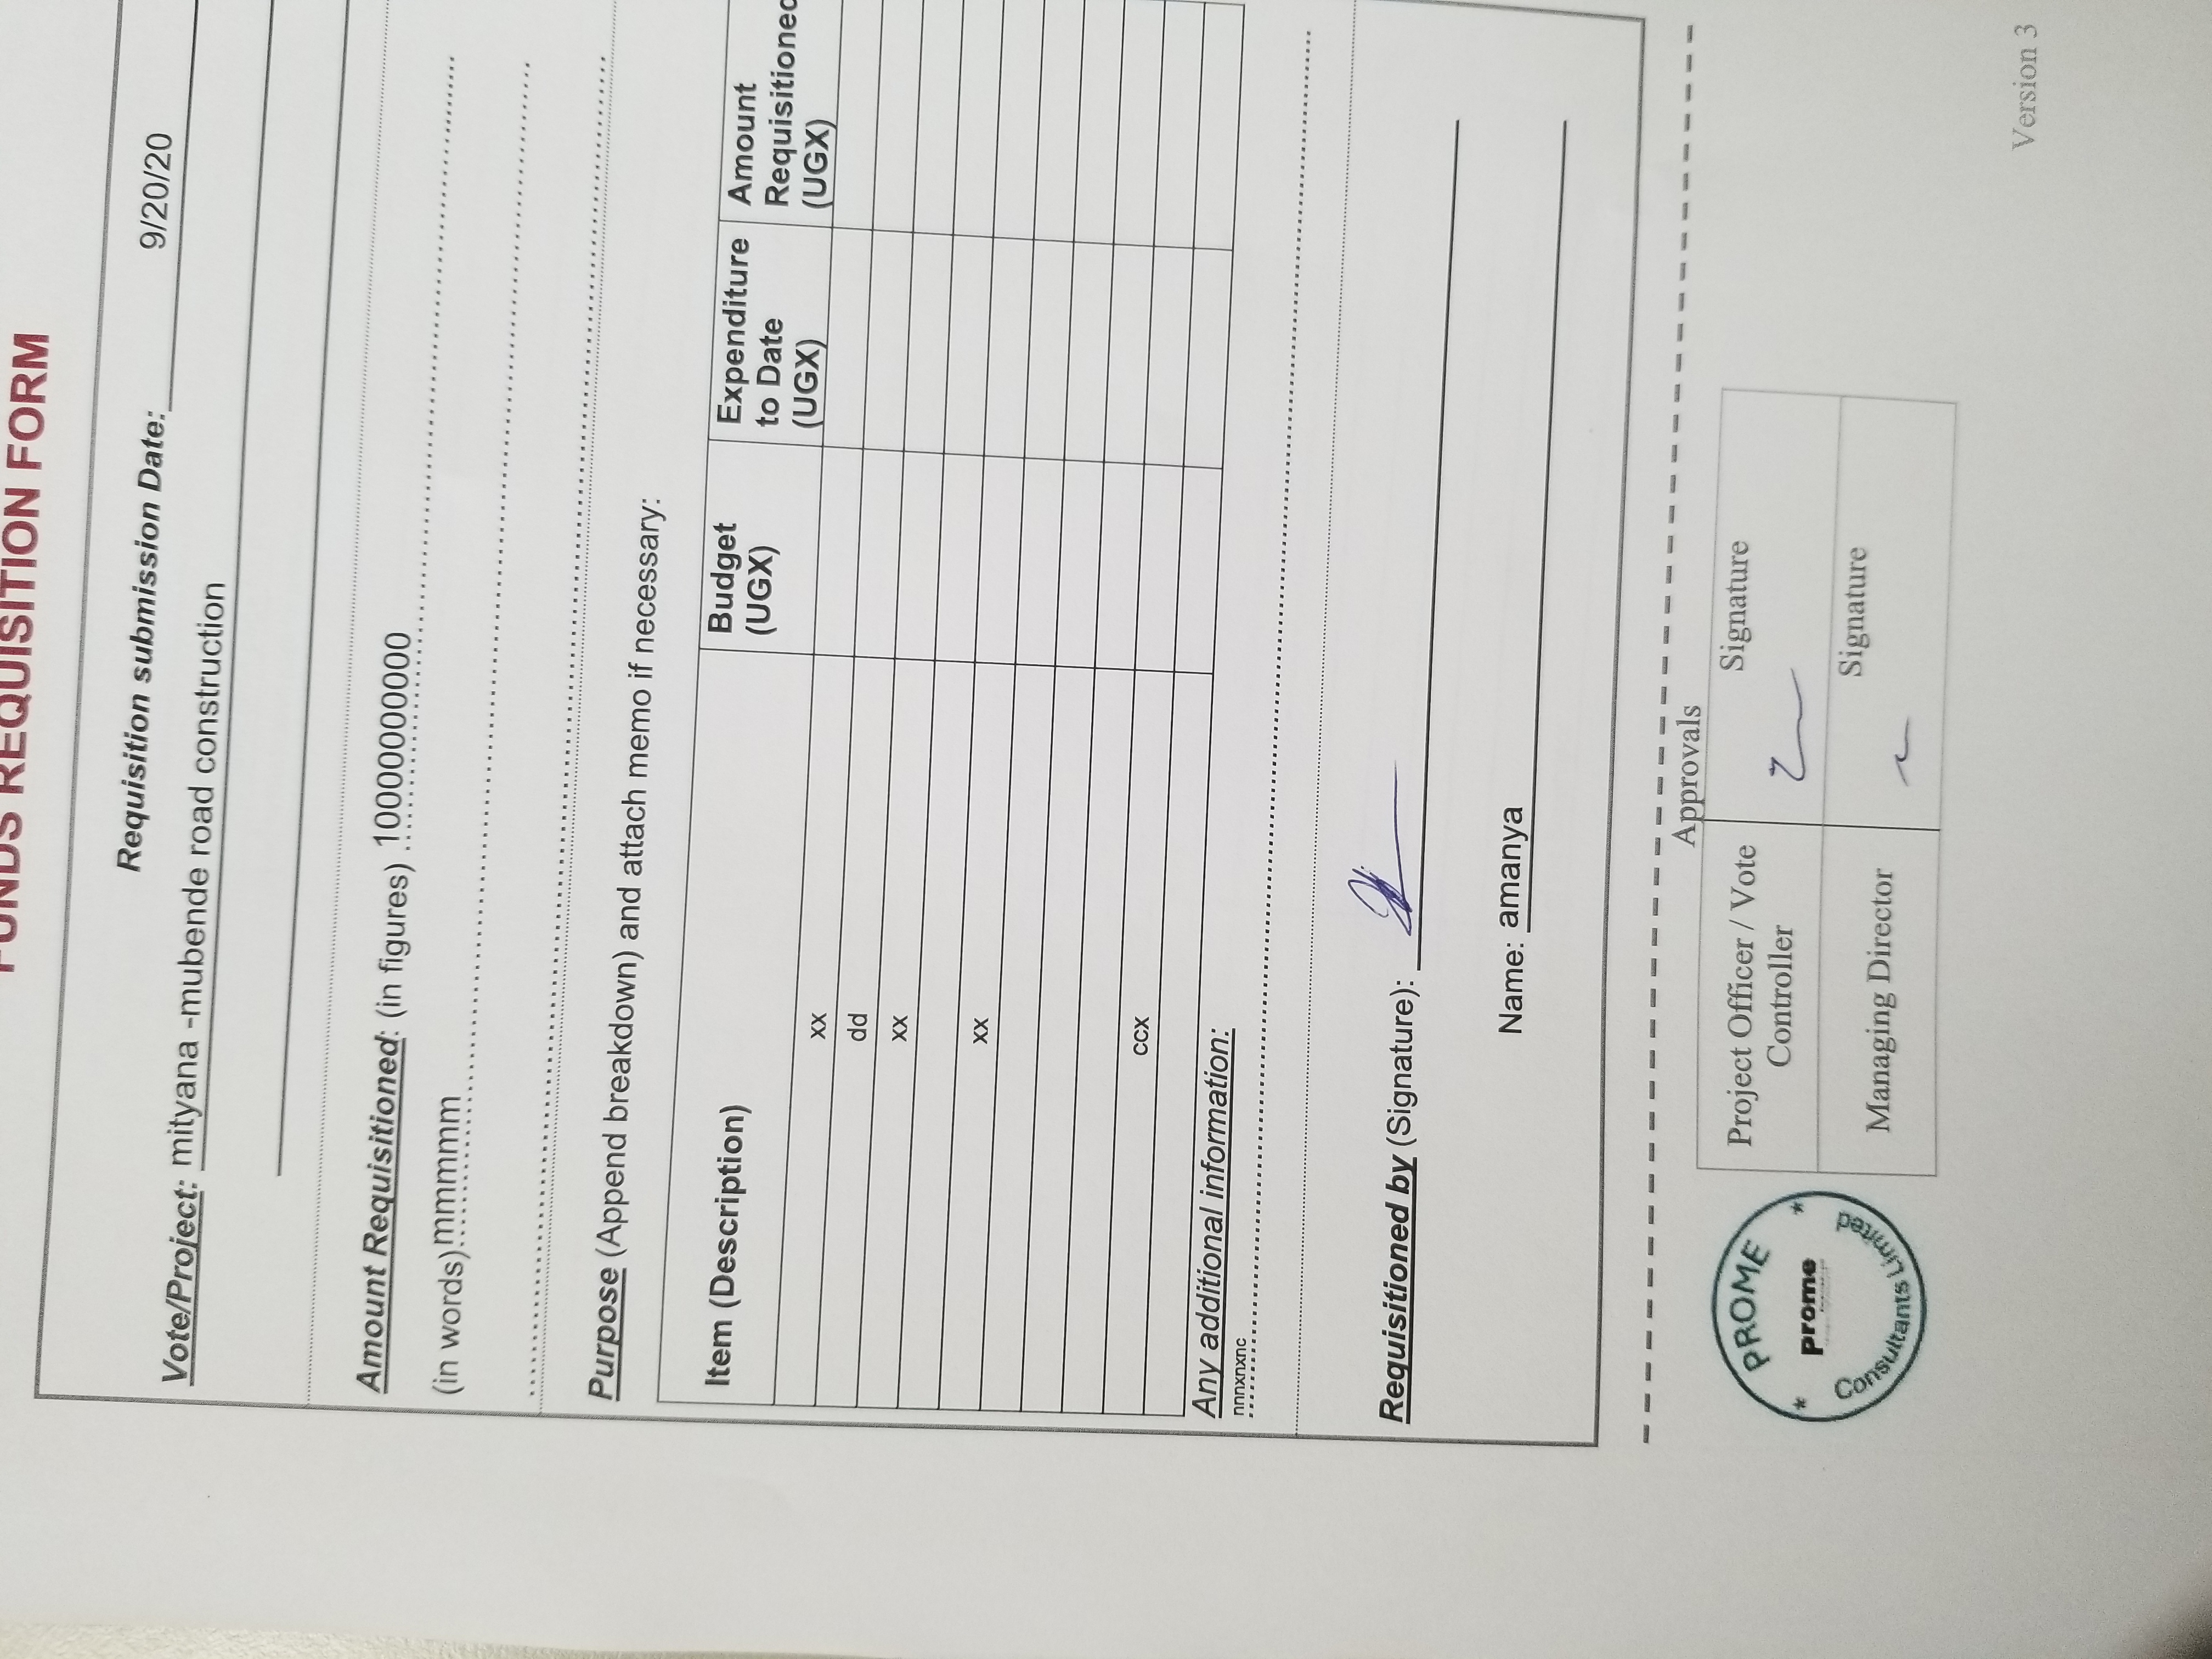 FUNDS REQUISITION FORM
Requisition submission Date: 9/20/20
Vote/Project: mityana -mubende road construction
Amount Requisitioned: (in figures) 10000000000
(in words) mmmmm
Purpose (Append breakdown) and attach memo if necessary:
Item (Description) Budget (UGX) Expenditure to Date (UGX) Amount Requisitioned (UGX)
xx
dd
xx
xx
ccx
Any additional information:
nnnxnxnc
Requisitioned by (Signature):
Name: amanya
Approvals
Project Officer / Vote Controller Signature
Managing Director Signature
PROME
prome
Consultants Limited
Version 3